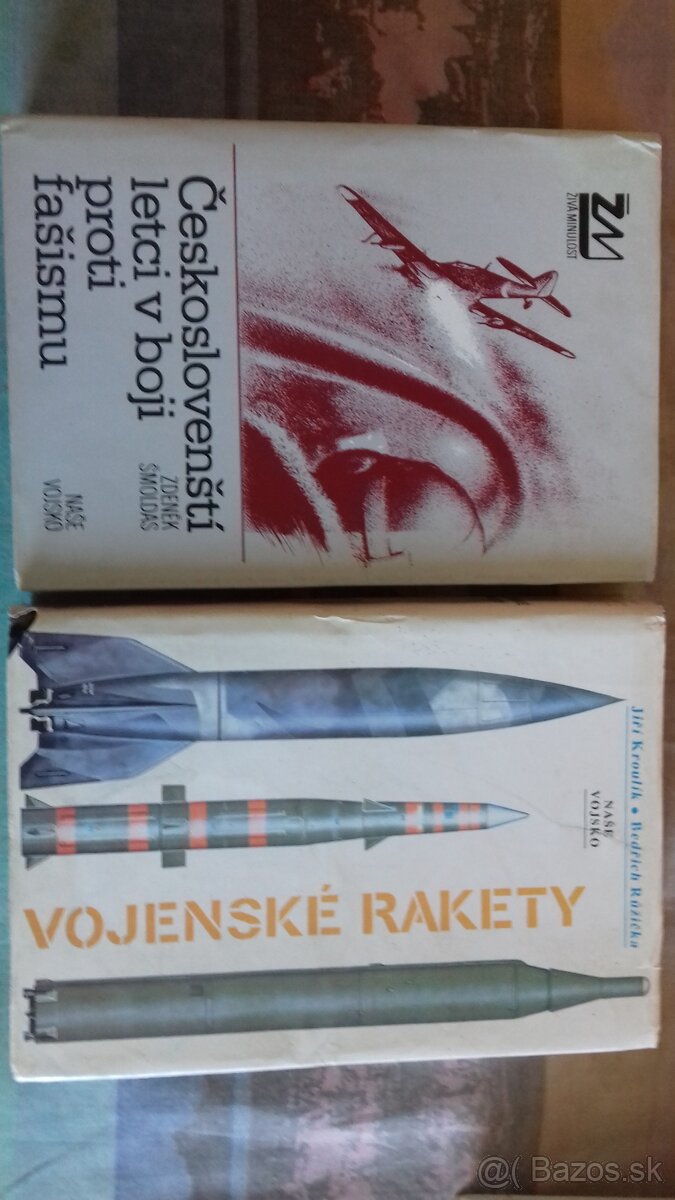 ŽM
ŽIVÁ MINULOST
Českoslovenští
letci v boji
proti
fašismu
ZDENĚK
ŠMOLDAS
NAŠE
VOJSKO
Jiří Kroulík • Bedřich Růžička
NAŠE
VOJSKO
VOJENSKÉ RAKETY
@( Bazos.sk